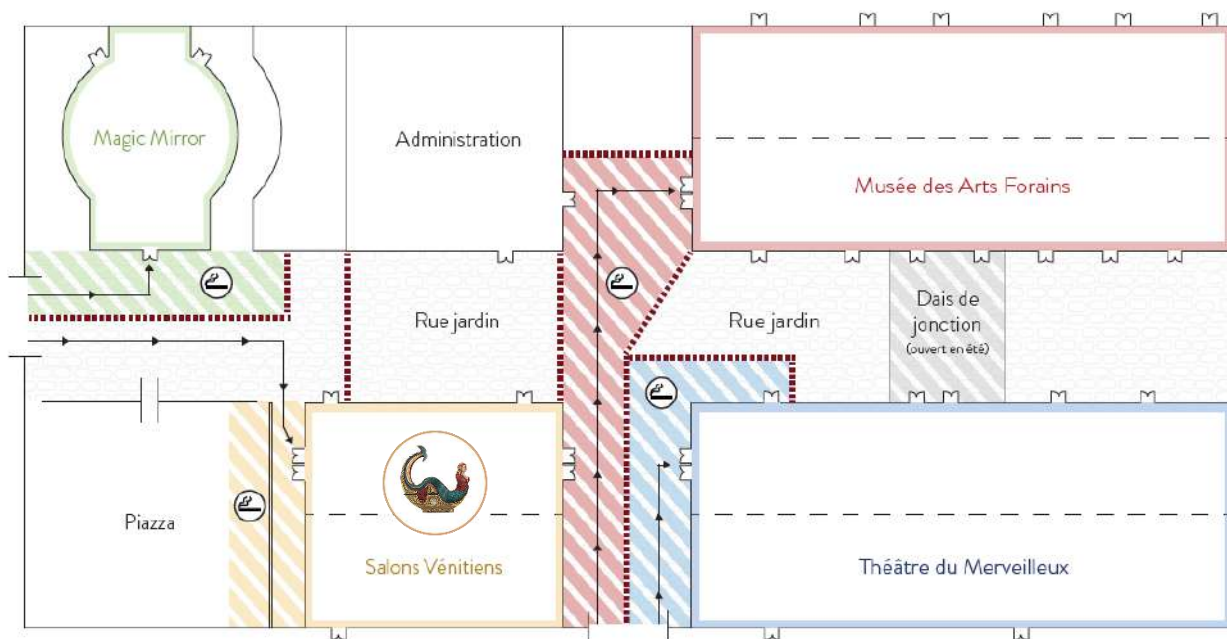 Magic Mirror
Administration
Musée des Arts Forains
Rue jardin
Rue jardin
Dais de
jonction
(ouvert en été)
Piazza
Salons Vénitiens
Théâtre du Merveilleux